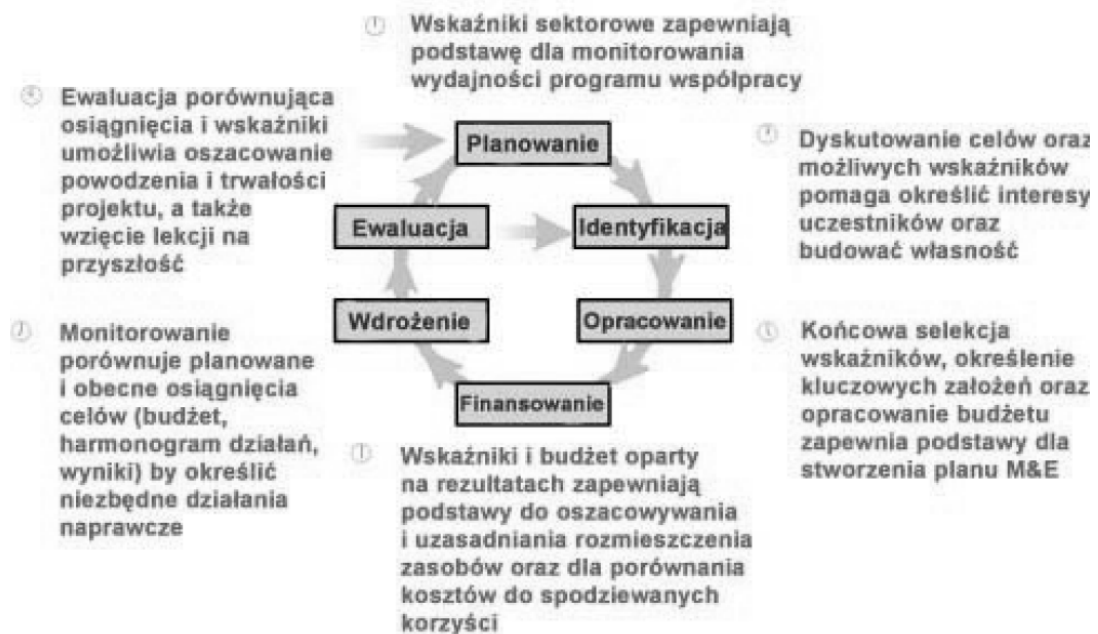 Wskaźniki sektorowe zapewniają
podstawę dla monitorowania
wydajności programu współpracy
Ewaluacja porównująca
osiągnięcia i wskaźniki
umożliwia oszacowanie
powodzenia i trwałości
projektu, a także
wzięcie lekcji na
przyszłość
Planowanie
Dyskutowanie celów oraz
możliwych wskaźników
pomaga określić interesy
uczestników oraz
budować własność
Ewaluacja
Identyfikacja
Wdrożenie
Opracowanie
Finansowanie
Monitorowanie
porównuje planowane
i obecne osiągnięcia
celów (budżet,
harmonogram działań,
wyniki) by określić
niezbędne działania
naprawcze
Końcowa selekcja
wskaźników, określenie
kluczowych założeń oraz
opracowanie budżetu
zapewnia podstawy dla
stworzenia planu M&E
Wskaźniki i budżet oparty
na rezultatach zapewniają
podstawy do oszacowywania
i uzasadniania rozmieszczenia
zasobów oraz dla porównania
kosztów do spodziewanych
korzyści